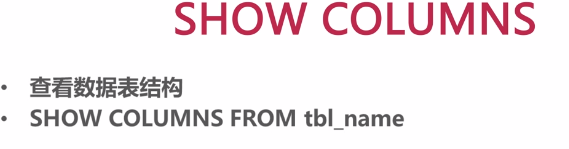 SHOW COLUMNS
• 查看数据表结构
• SHOW COLUMNS FROM tbl_name